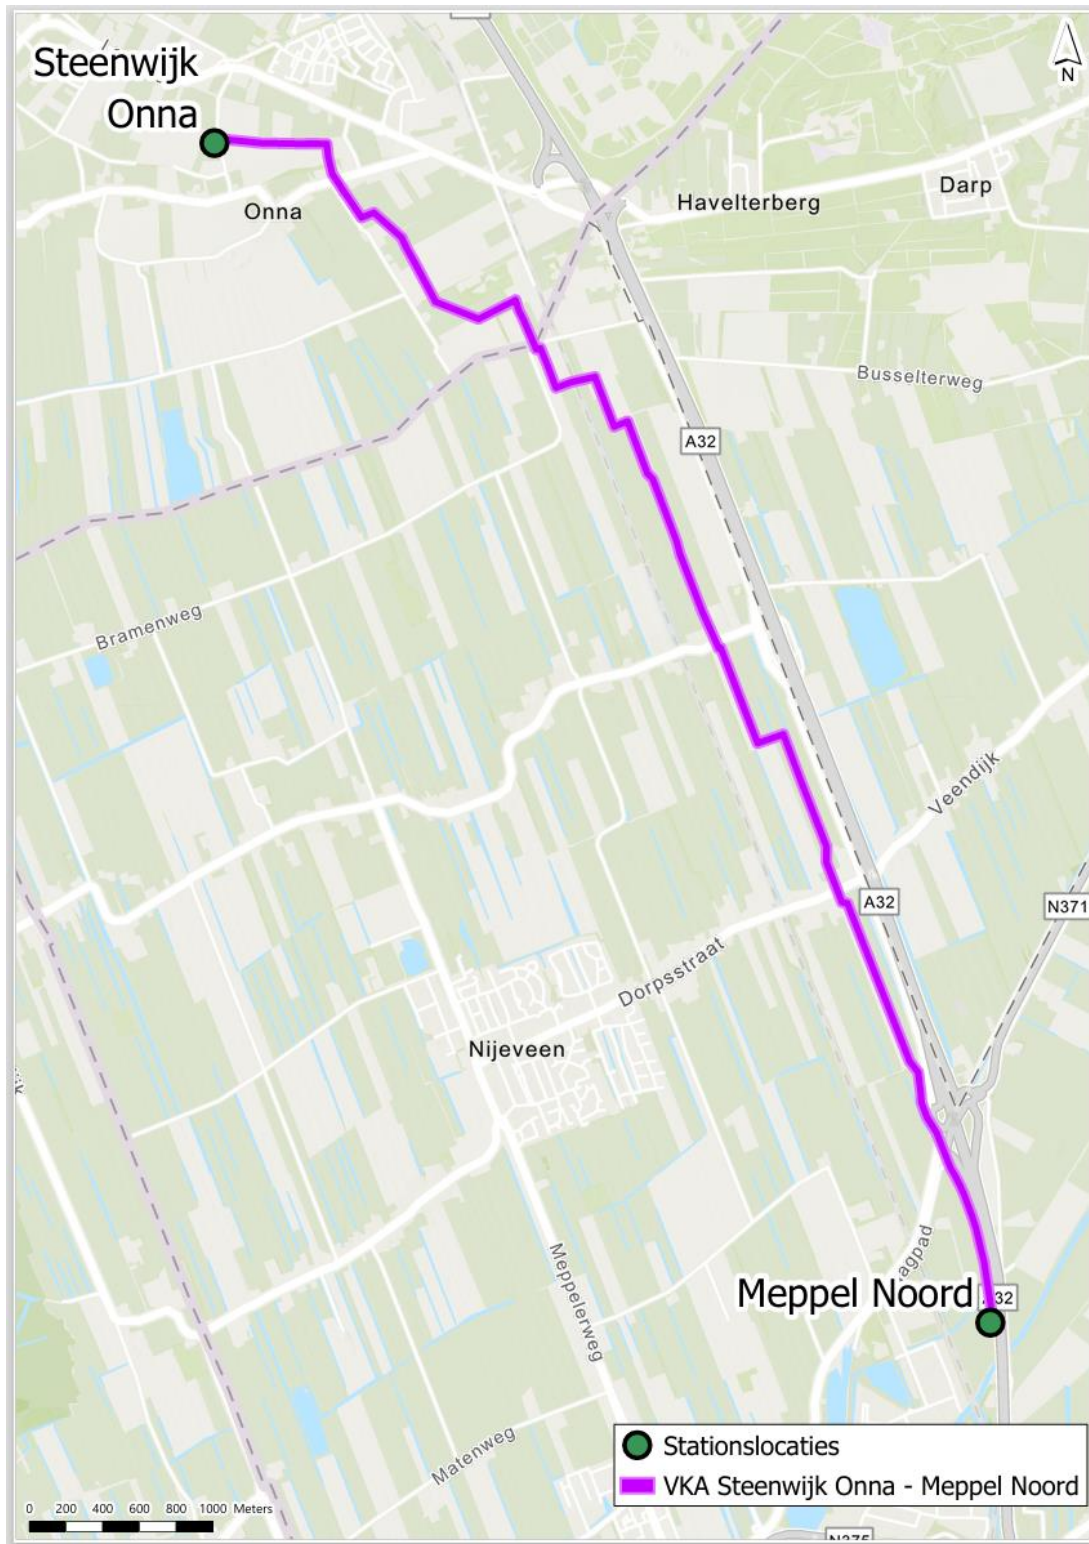 Steenwijk
Onna
N
Havelterberg
Darp
Onna
Busselterweg
A32
Bramenweg
Veendijk
A32
N371
Dorpsstraat
Nijeveen
Meppelerweg
Meppel Noord
Matenweg
Stationslocaties
VKA Steenwijk Onna - Meppel Noord
0 200 400 600 800 1000 Meters